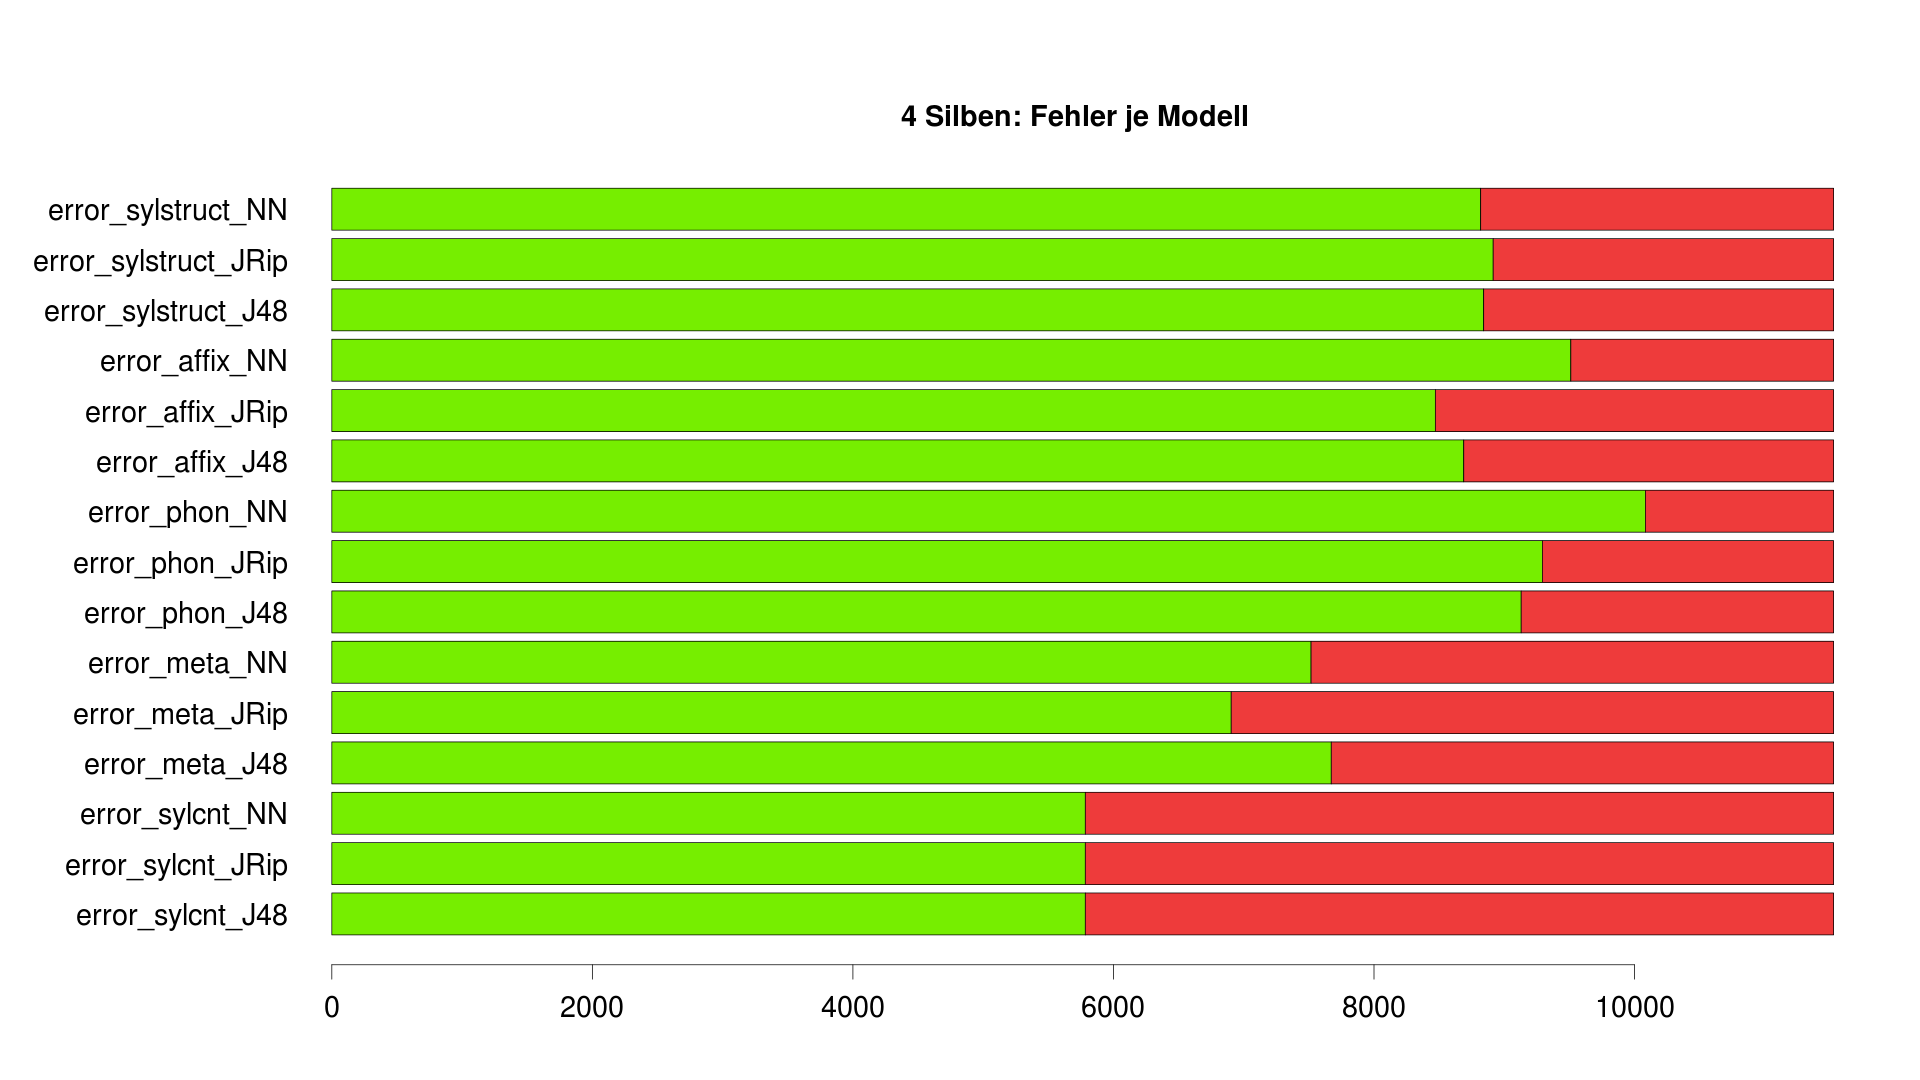 4 Silben: Fehler je Modell
error_sylstruct_NN
error_sylstruct_JRip
error_sylstruct_J48
error_affix_NN
error_affix_JRip
error_affix_J48
error_phon_NN
error_phon_JRip
error_phon_J48
error_meta_NN
error_meta_JRip
error_meta_J48
error_sylcnt_NN
error_sylcnt_JRip
error_sylcnt_J48
0 2000 4000 6000 8000 10000